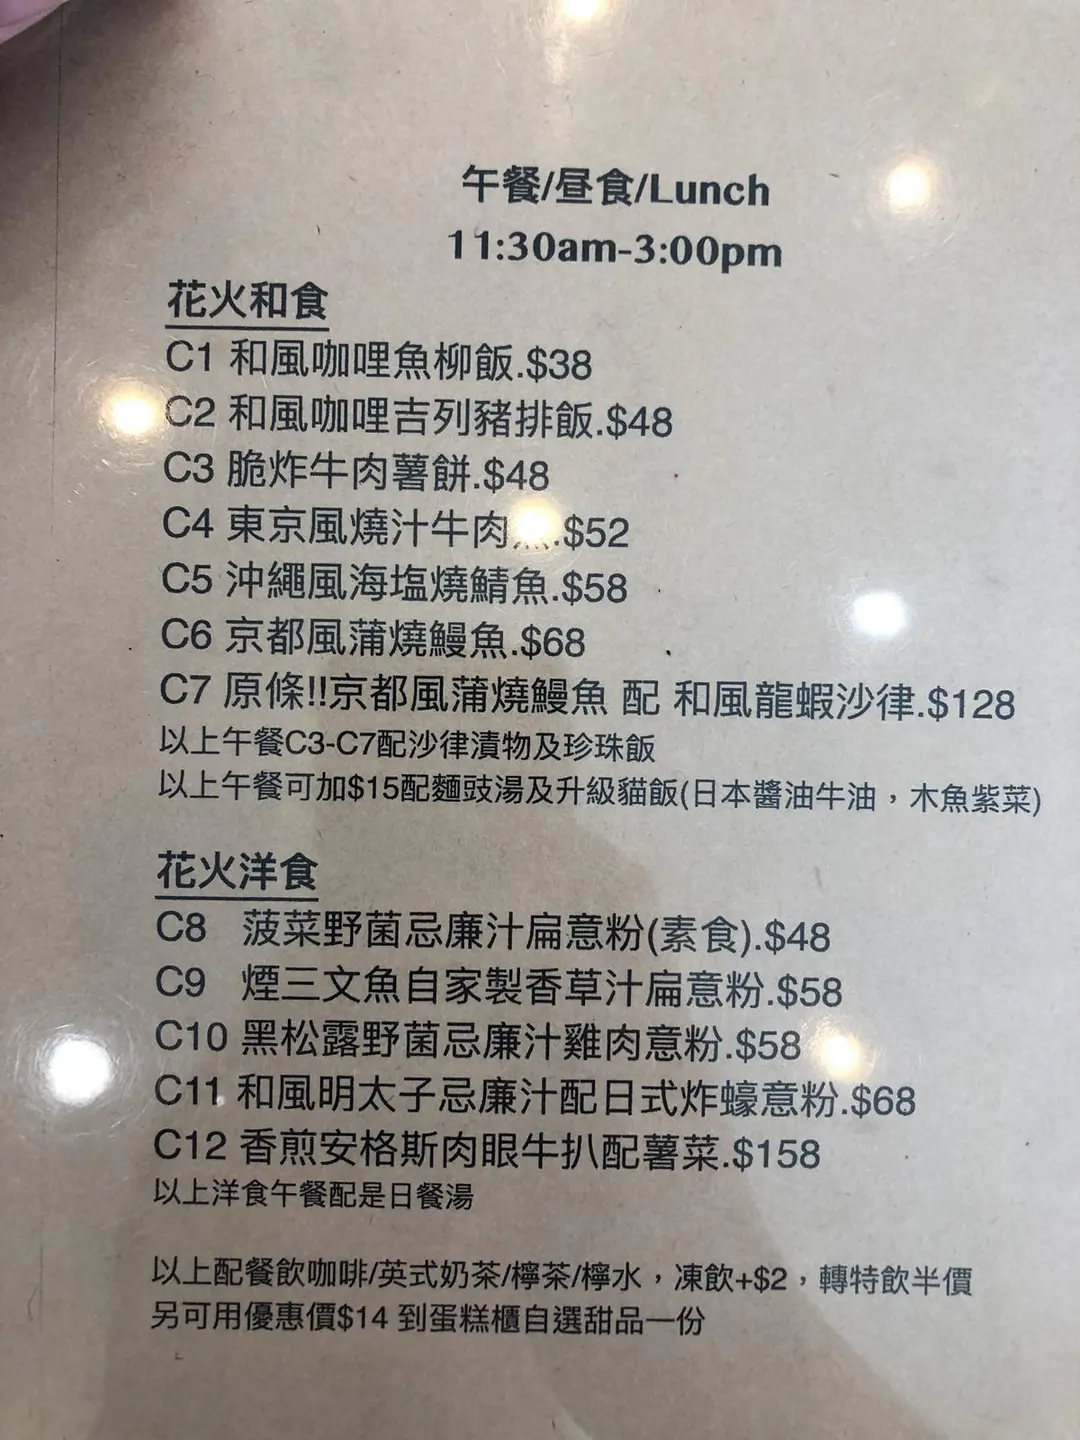 午餐/昼食/Lunch
11:30am-3:00pm
花火和食
C1 和風咖哩魚柳飯.$38
C2 和風咖哩吉列豬排飯.$48
C3 脆炸牛肉薯餅.$48
C4 東京風燒汁牛肉 .$52
C5 沖繩風海塩燒鯖魚.$58
C6 京都風蒲燒鰻魚.$68
C7 原條!!京都風蒲燒鰻魚 配 和風龍蝦沙律.$128
以上午餐C3-C7配沙律漬物及珍珠飯
以上午餐可加$15配麵豉湯及升級貓飯(日本醬油牛油，木魚紫菜)
花火洋食
C8 菠菜野菌忌廉汁扁意粉(素食).$48
C9 煙三文魚自家製香草汁扁意粉.$58
C10 黑松露野菌忌廉汁雞肉意粉.$58
C11 和風明太子忌廉汁配日式炸蠔意粉.$68
C12 香煎安格斯肉眼牛扒配薯菜.$158
以上洋食午餐配是日餐湯
以上配餐飲咖啡/英式奶茶/檸茶/檸水，凍飲+$2，轉特飲半價
另可用優惠價$14 到蛋糕櫃自選甜品一份